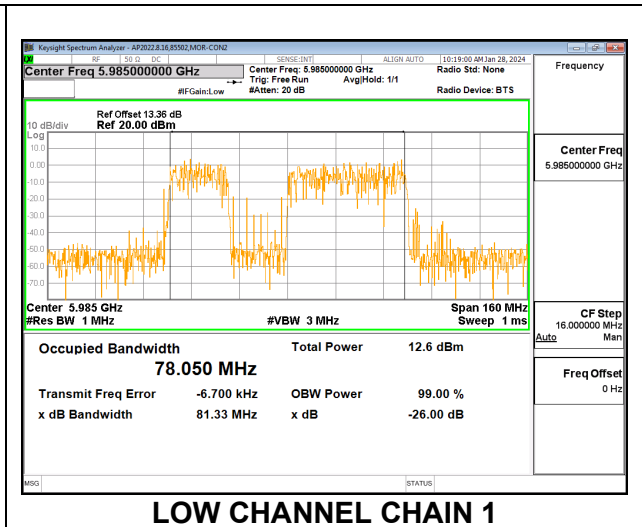 Keysight Spectrum Analyzer - AP2022.8.16,85502,MOR-CON2
RF 50 Ω DC SENSE:INT ALIGN AUTO 10:19:00 AM Jan 28, 2024
Center Freq 5.985000000 GHz
Center Freq: 5.985000000 GHz
Radio Std: None
Trig: Free Run Avg|Hold: 1/1
#IFGain:Low #Atten: 20 dB Radio Device: BTS
Frequency
Ref Offset 13.36 dB
10 dB/div Ref 20.00 dBm
Log
10.0
0.00
-10.0
-20.0
-30.0
-40.0
-50.0
-60.0
-70.0
Center 5.985 GHz Span 160 MHz
#Res BW 1 MHz #VBW 3 MHz Sweep 1 ms
Center Freq
5.985000000 GHz
CF Step
16.000000 MHz
Auto Man
Freq Offset
0 Hz
Occupied Bandwidth Total Power 12.6 dBm
78.050 MHz
Transmit Freq Error -6.700 kHz OBW Power 99.00 %
x dB Bandwidth 81.33 MHz x dB -26.00 dB
MSG STATUS
LOW CHANNEL CHAIN 1